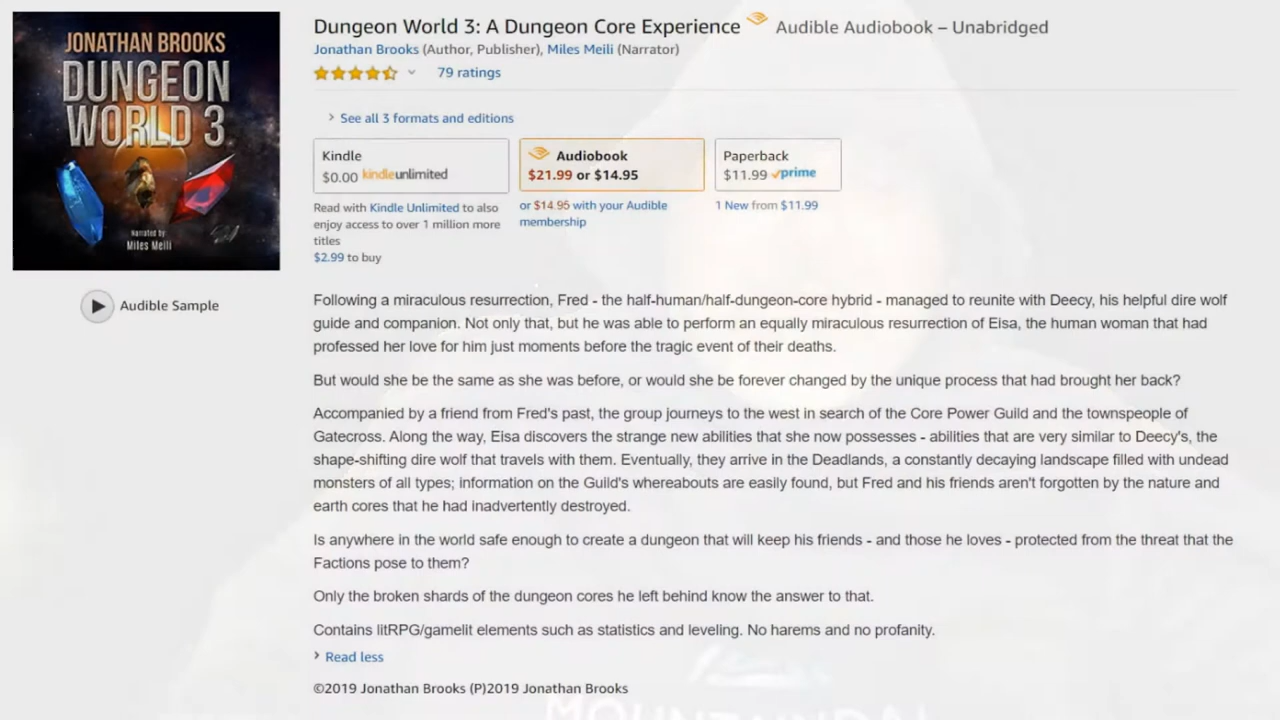 JONATHAN BROOKS
DUNGEON
WORLD 3
Narrated by
Miles Meili
Audible Sample
Dungeon World 3: A Dungeon Core Experience Audible Audiobook – Unabridged
Jonathan Brooks (Author, Publisher), Miles Meili (Narrator)
79 ratings
See all 3 formats and editions
Kindle
$0.00 kindleunlimited
Read with Kindle Unlimited to also
enjoy access to over 1 million more
titles
$2.99 to buy
Audiobook
$21.99 or $14.95
or $14.95 with your Audible
membership
Paperback
$11.99 prime
1 New from $11.99
Following a miraculous resurrection, Fred - the half-human/half-dungeon-core hybrid - managed to reunite with Deecy, his helpful dire wolf
guide and companion. Not only that, but he was able to perform an equally miraculous resurrection of Elsa, the human woman that had
professed her love for him just moments before the tragic event of their deaths.
But would she be the same as she was before, or would she be forever changed by the unique process that had brought her back?
Accompanied by a friend from Fred's past, the group journeys to the west in search of the Core Power Guild and the townspeople of
Gatecross. Along the way, Elsa discovers the strange new abilities that she now possesses - abilities that are very similar to Deecy's, the
shape-shifting dire wolf that travels with them. Eventually, they arrive in the Deadlands, a constantly decaying landscape filled with undead
monsters of all types; information on the Guild's whereabouts are easily found, but Fred and his friends aren't forgotten by the nature and
earth cores that he had inadvertently destroyed.
Is anywhere in the world safe enough to create a dungeon that will keep his friends - and those he loves - protected from the threat that the
Factions pose to them?
Only the broken shards of the dungeon cores he left behind know the answer to that.
Contains litRPG/gamelit elements such as statistics and leveling. No harems and no profanity.
Read less
©2019 Jonathan Brooks (P)2019 Jonathan Brooks